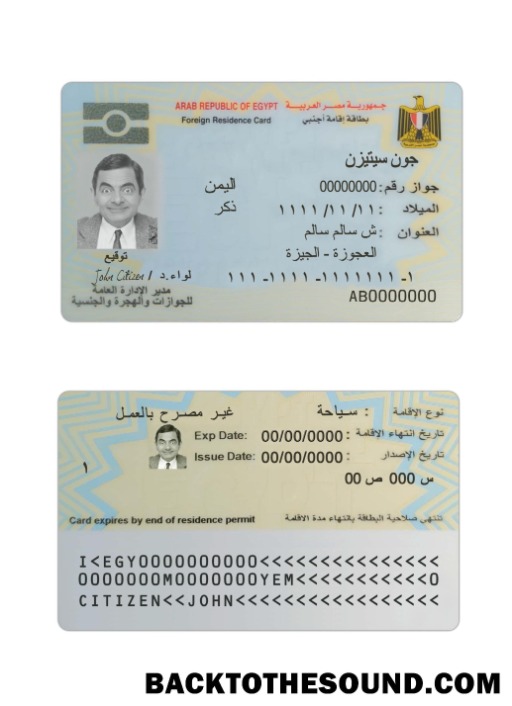 ARAB REPUBLIC OF EGYPT جمهورية مصر العربية
Foreign Residence Card بطاقة إقامة أجنبي
جون سيتيزن
جواز رقم: 00000000 اليمن
الميلاد : ١١/ ١١/ ١١١١ ذكر
العنوان : ش سالم سالم
العجوزة - الجيزة
توقيع
John Citizen لواء.د /
مدير الإدارة العامة
للجوازات والهجرة والجنسية
١- ١١١١١١١- ١١١١- ١١١
AB0000000
نوع الإقامة : سياحة غير مصرح بالعمل
تاريخ انتهاء الاقامة : 00/00/0000 Exp Date:
تاريخ الإصدار : 00/00/0000 Issue Date:
١
س 000 ص 00
Card expires by end of residence permit تنتهي صلاحية البطاقة بانتهاء مدة الاقامة
I<EGY0000000000<<<<<<<<<<<<<<<
0000000M0000000YEM<<<<<<<<<<<0
CITIZEN<<JOHN<<<<<<<<<<<<<<<<<
BACKTOTHESOUND.COM